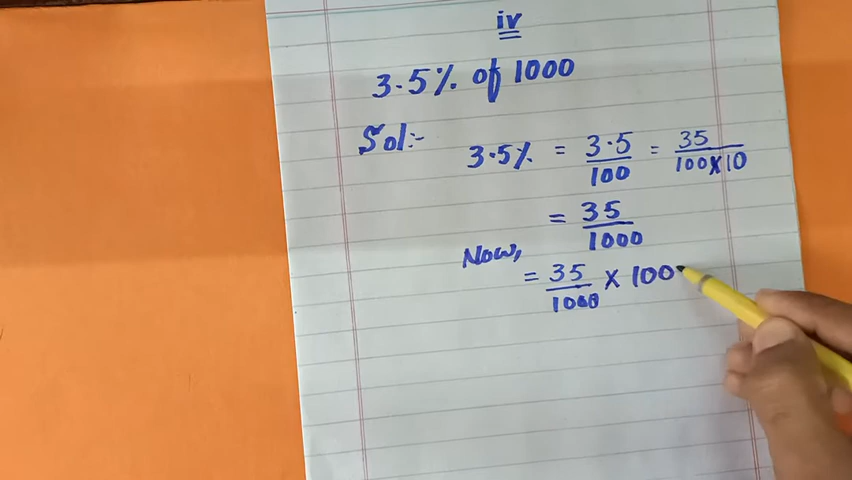 iv
3.5% of 1000
Sol:-
3.5% = 3.5/100 = 35/100×10
= 35/1000
Now,
= 35/1000 × 100